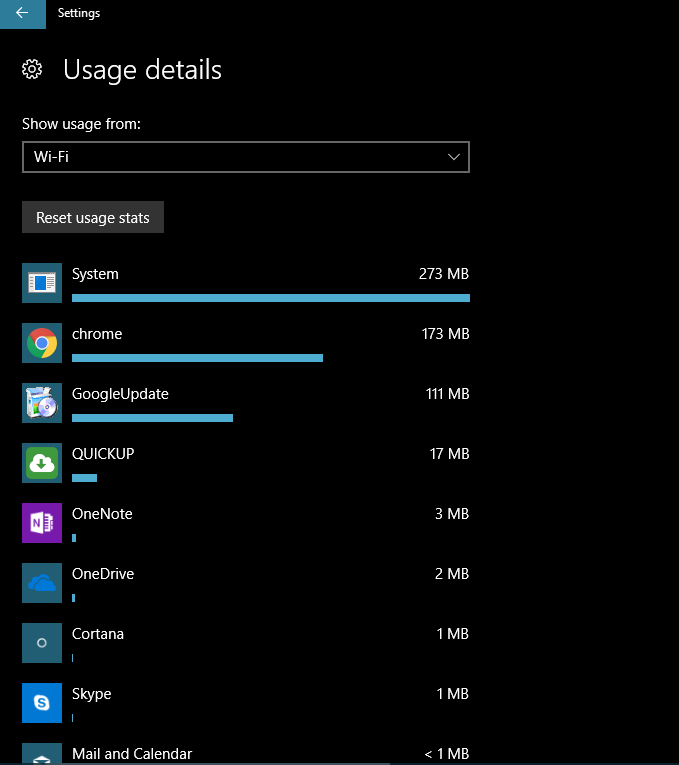 Settings
Usage details
Show usage from:
Wi-Fi
Reset usage stats
System 273 MB
chrome 173 MB
GoogleUpdate 111 MB
QUICKUP 17 MB
N
OneNote 3 MB
OneDrive 2 MB
Cortana 1 MB
S
Skype 1 MB
Mail and Calendar < 1 MB